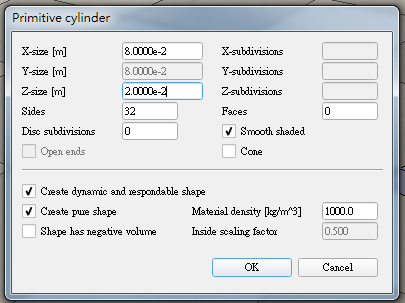 Primitive cylinder
X-size [m] 8.0000e-2 X-subdivisions
Y-size [m] 8.0000e-2 Y-subdivisions
Z-size [m] 2.0000e-2 Z-subdivisions
Sides 32 Faces 0
Disc subdivisions 0 Smooth shaded
Open ends Cone
Create dynamic and respondable shape
Create pure shape Material density [kg/m^3] 1000.0
Shape has negative volume Inside scaling factor 0.500
OK Cancel